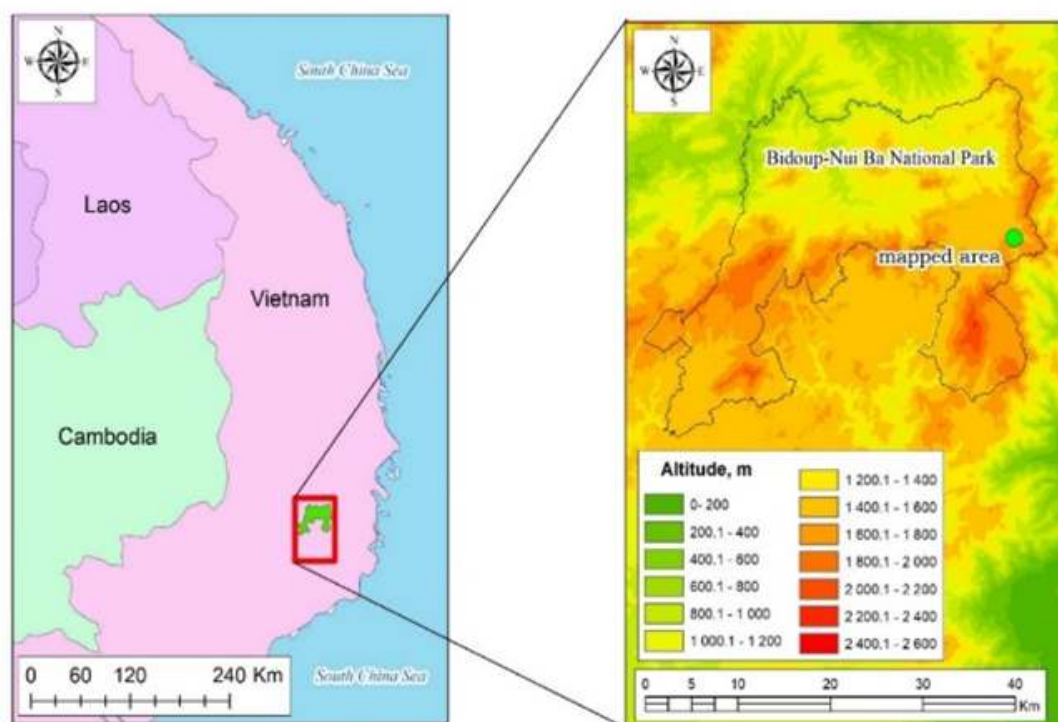 N
W E
S
South China Sea
Laos
Vietnam
Cambodia
0 60 120 240 Km
South China Sea
N
W E
S
Bidoup-Nui Ba National Park
mapped area
Altitude, m
0- 200
200.1 - 400
400.1 - 600
600.1 - 800
800.1 - 1 000
1 000.1 - 1 200
1 200.1 - 1 400
1 400.1 - 1 600
1 600.1 - 1 800
1 800.1 - 2 000
2 000.1 - 2 200
2 200.1 - 2 400
2 400.1 - 2 600
0 5 10 20 30 40
Km